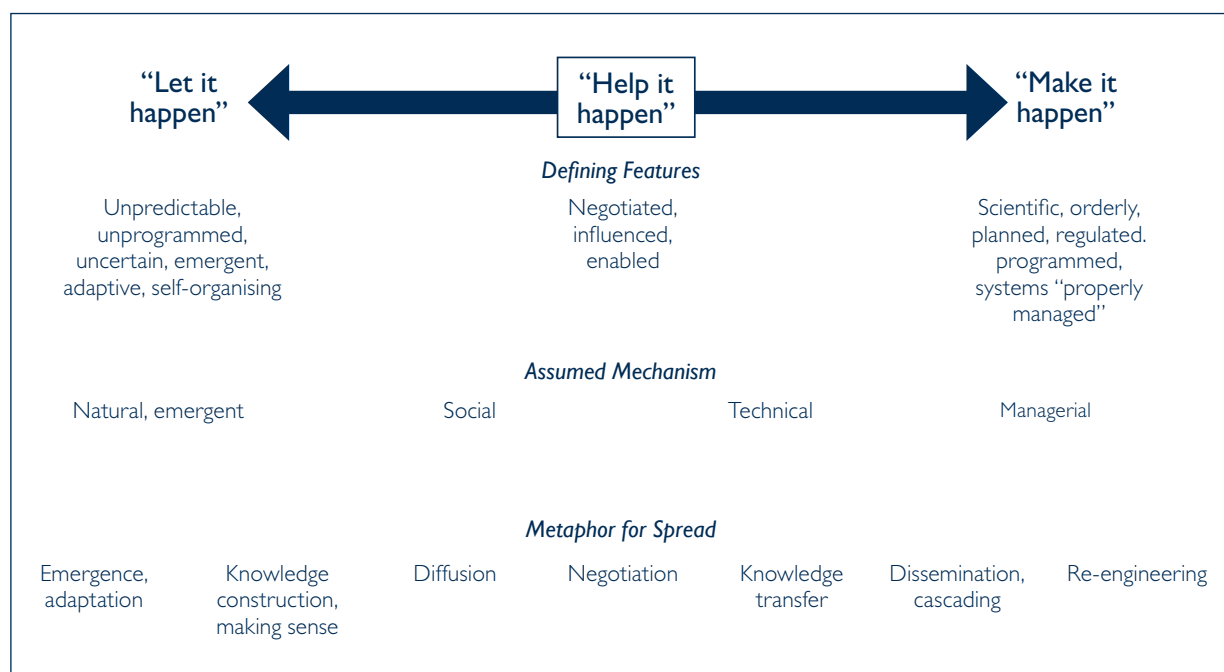 “Let it
happen”
“Help it
happen”
“Make it
happen”
Defining Features
Unpredictable,
unprogrammed,
uncertain, emergent,
adaptive, self-organising
Negotiated,
influenced,
enabled
Scientific, orderly,
planned, regulated.
programmed,
systems “properly
managed”
Assumed Mechanism
Natural, emergent
Social
Technical
Managerial
Metaphor for Spread
Emergence,
adaptation
Knowledge
construction,
making sense
Diffusion
Negotiation
Knowledge
transfer
Dissemination,
cascading
Re-engineering